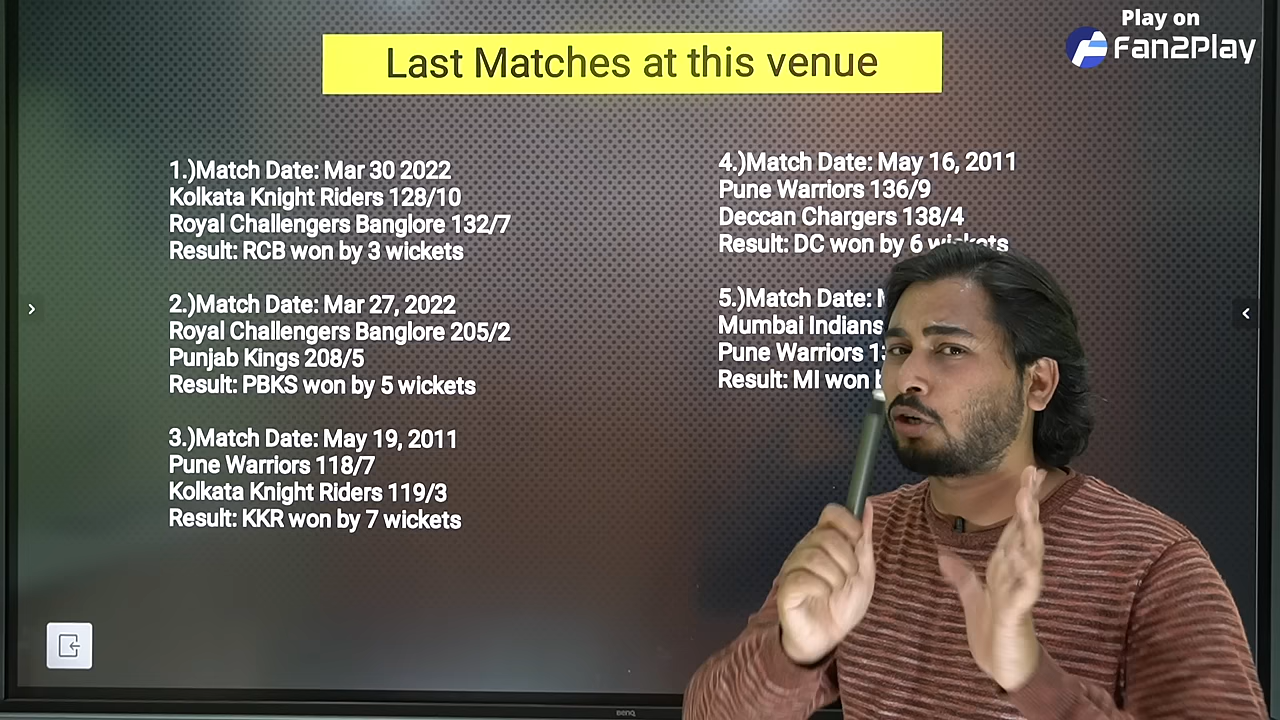 Play on
Fan2Play
Last Matches at this venue
1.)Match Date: Mar 30 2022
Kolkata Knight Riders 128/10
Royal Challengers Banglore 132/7
Result: RCB won by 3 wickets
2.)Match Date: Mar 27, 2022
Royal Challengers Banglore 205/2
Punjab Kings 208/5
Result: PBKS won by 5 wickets
3.)Match Date: May 19, 2011
Pune Warriors 118/7
Kolkata Knight Riders 119/3
Result: KKR won by 7 wickets
4.)Match Date: May 16, 2011
Pune Warriors 136/9
Deccan Chargers 138/4
Result: DC won by 6 wickets
5.)Match Date:
Mumbai Indians
Pune Warriors
Result: MI won
BenQ